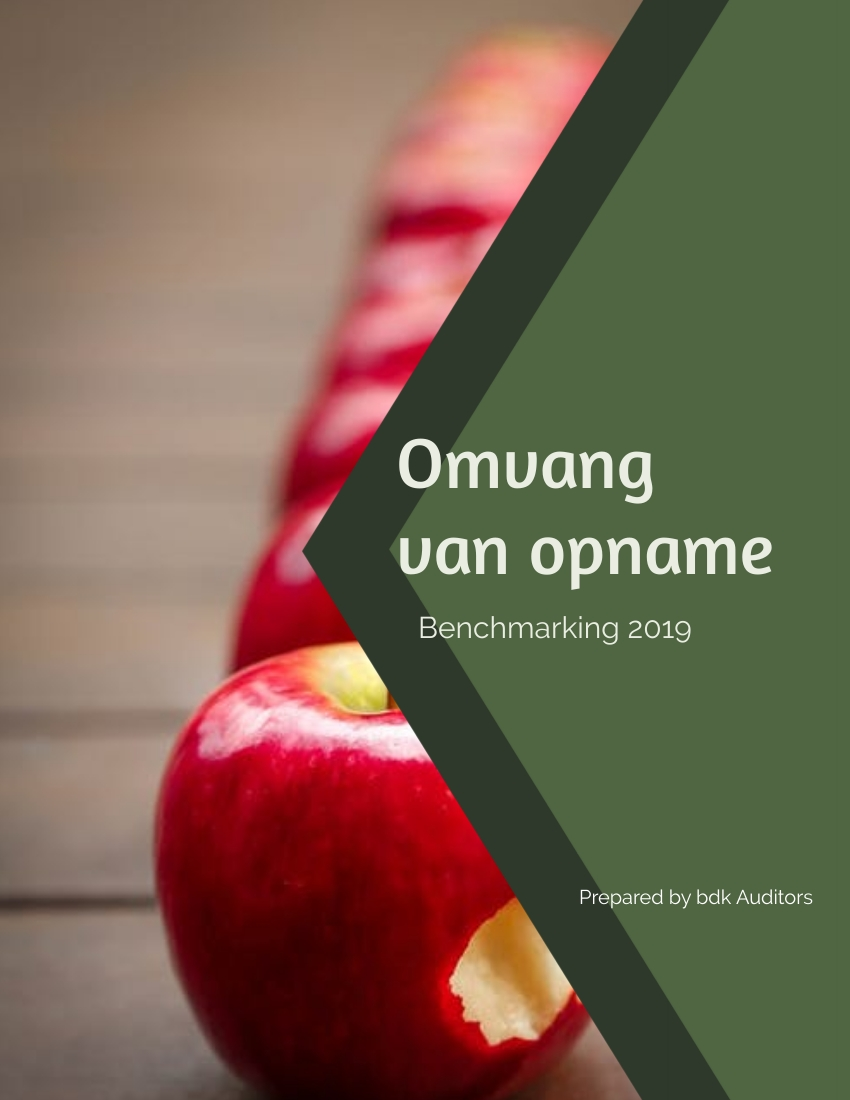 Omvang
van opname
Benchmarking 2019
Prepared by bdk Auditors